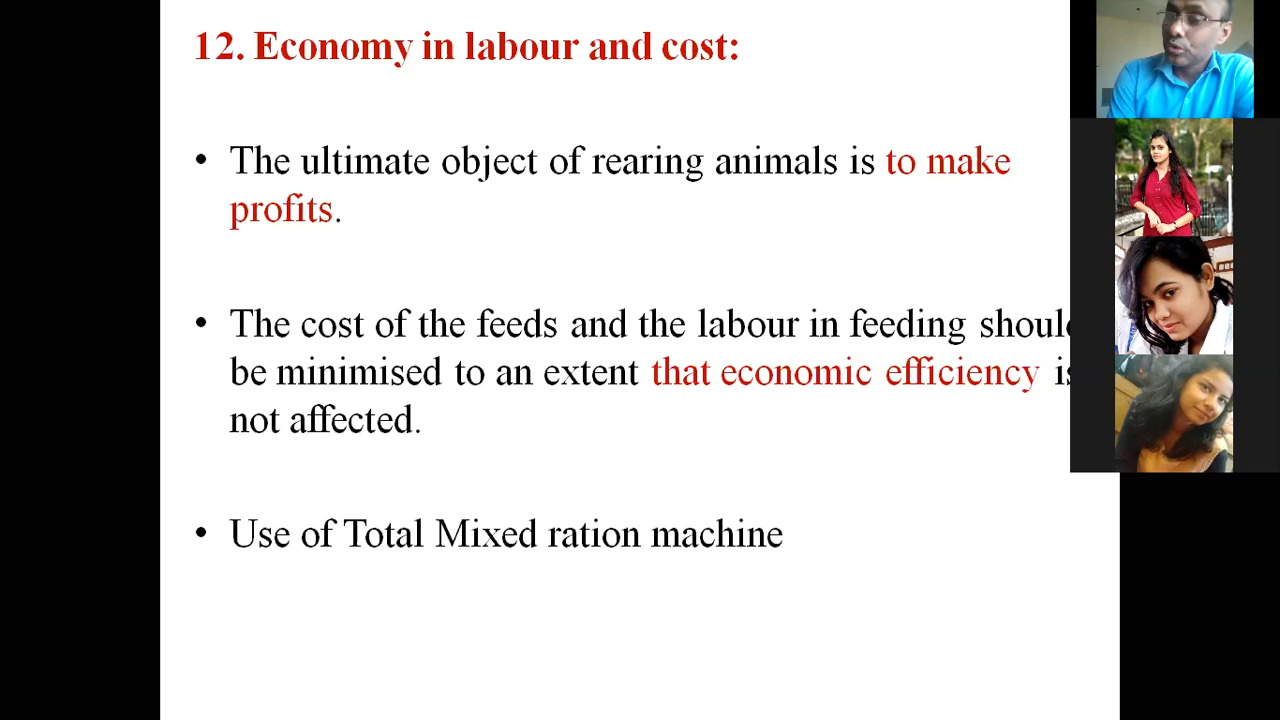 12. Economy in labour and cost:
• The ultimate object of rearing animals is to make
profits.
• The cost of the feeds and the labour in feeding shoul
be minimised to an extent that economic efficiency is
not affected.
• Use of Total Mixed ration machine